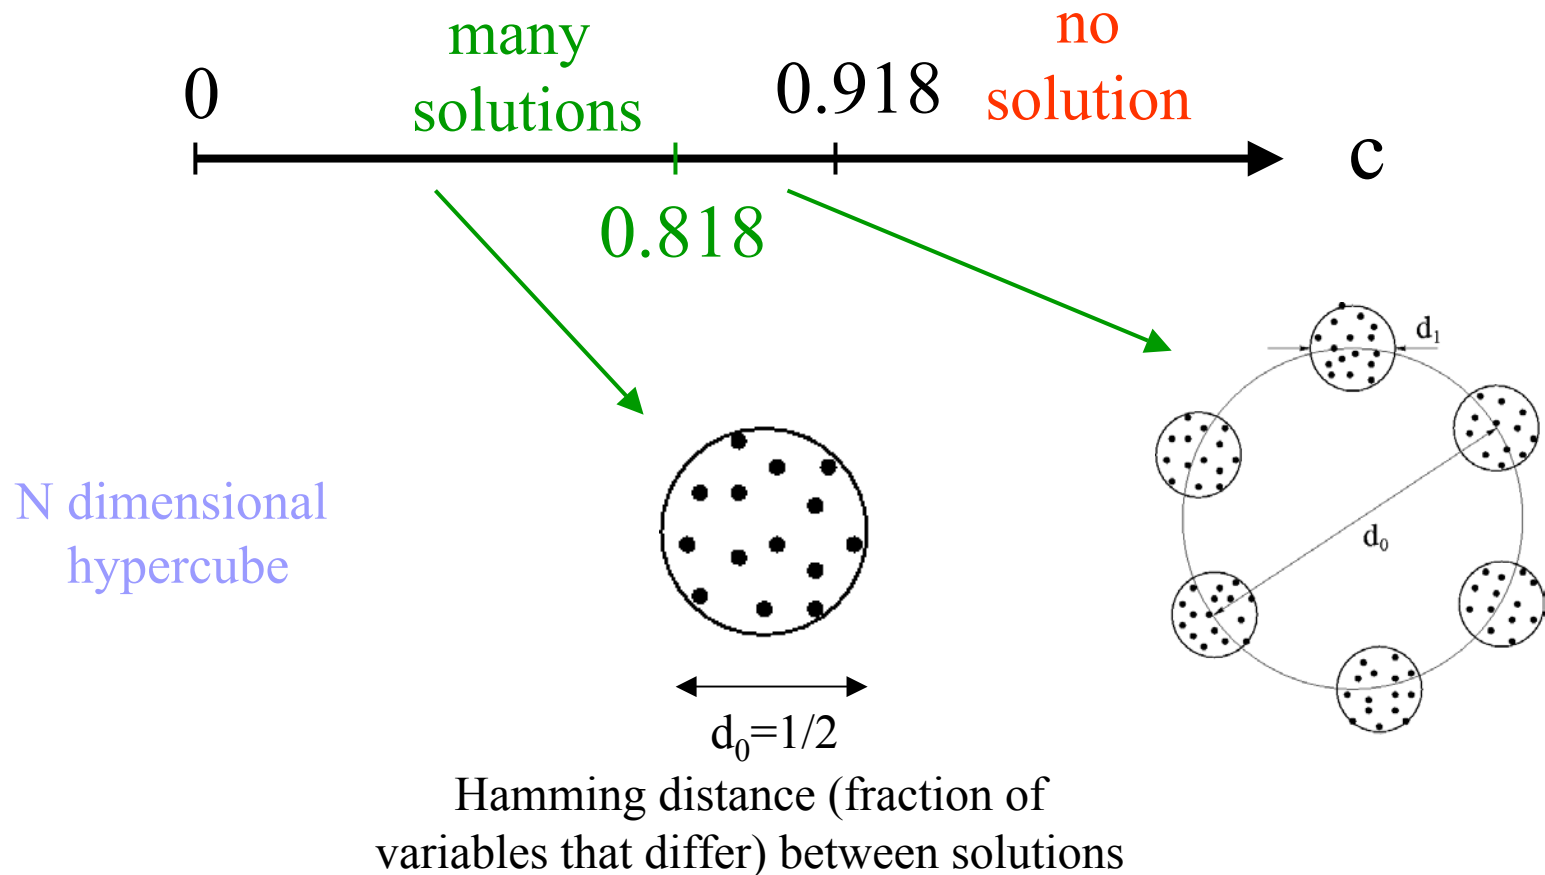 many
solutions
no
solution
0
0.918
c
0.818
d₁
d₀
N dimensional
hypercube
d₀=1/2
Hamming distance (fraction of
variables that differ) between solutions